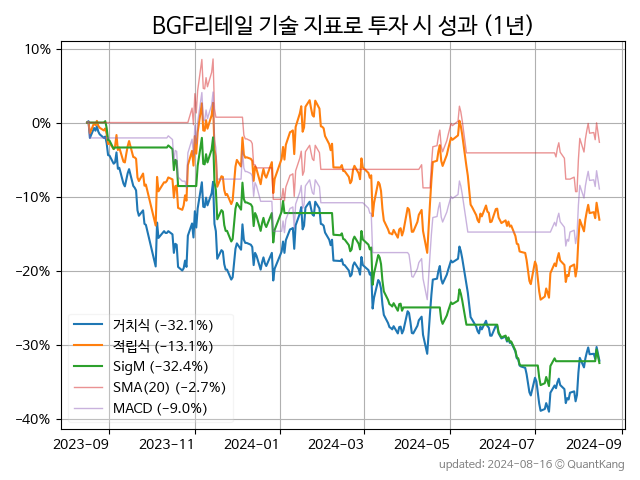 BGF리테일 기술 지표로 투자 시 성과 (1년)
10%
0%
−10%
−20%
−30%
−40%
거치식 (−32.1%)
적립식 (−13.1%)
SigM (−32.4%)
SMA(20) (−2.7%)
MACD (−9.0%)
2023-09 2023-11 2024-01 2024-03 2024-05 2024-07 2024-09
updated: 2024-08-16 © QuantKang